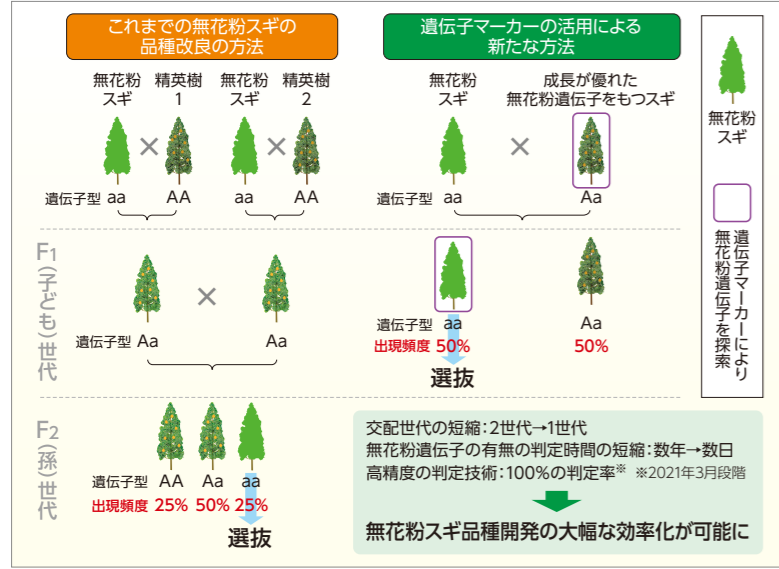 これまでの無花粉スギの
品種改良の方法
遺伝子マーカーの活用による
新たな方法
無花粉
スギ
精英樹
1
無花粉
スギ
精英樹
2
無花粉
スギ
成長が優れた
無花粉遺伝子をもつスギ
× × ×
遺伝子型 aa AA aa AA 遺伝子型 aa Aa
F1(子ども)世代
×
遺伝子型 Aa Aa
遺伝子型 aa Aa
出現頻度 50% 50%
選抜
F2(孫)世代
遺伝子型 AA Aa aa
出現頻度 25% 50% 25%
選抜
交配世代の短縮:2世代→1世代
無花粉遺伝子の有無の判定時間の短縮:数年→数日
高精度の判定技術:100%の判定率※ ※2021年3月段階
無花粉スギ品種開発の大幅な効率化が可能に
無花粉
スギ
遺伝子マーカーにより
無花粉遺伝子を探索